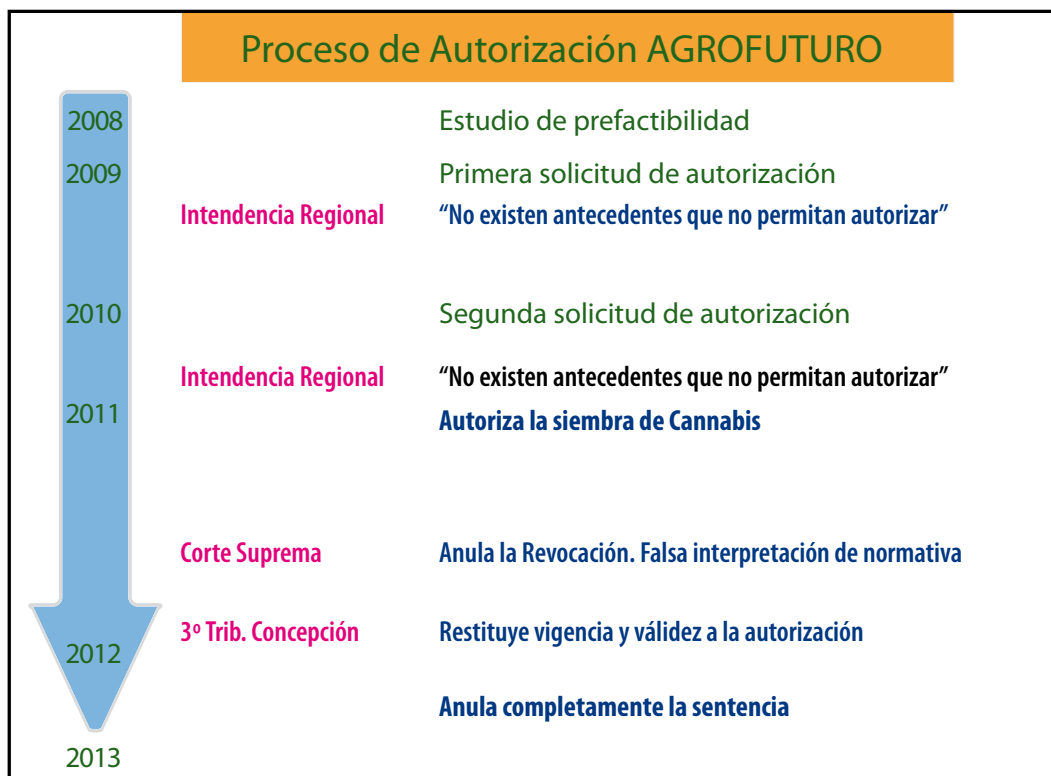 Proceso de Autorización AGROFUTURO
2008 Estudio de prefactibilidad
2009 Primera solicitud de autorización
Intendencia Regional “No existen antecedentes que no permitan autorizar”
2010 Segunda solicitud de autorización
Intendencia Regional “No existen antecedentes que no permitan autorizar”
2011 Autoriza la siembra de Cannabis
Corte Suprema Anula la Revocación. Falsa interpretación de normativa
3º Trib. Concepción Restituye vigencia y válidez a la autorización
2012
Anula completamente la sentencia
2013